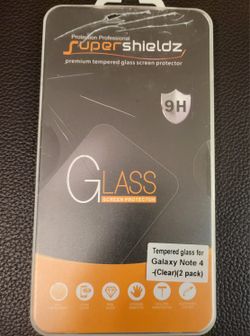 Protection Professional
supershieldz
premium tempered glass screen protector
9H
GLASS
SCREEN PROTECTOR
Tempered glass for
Galaxy Note 4
-(Clear)(2 pack)